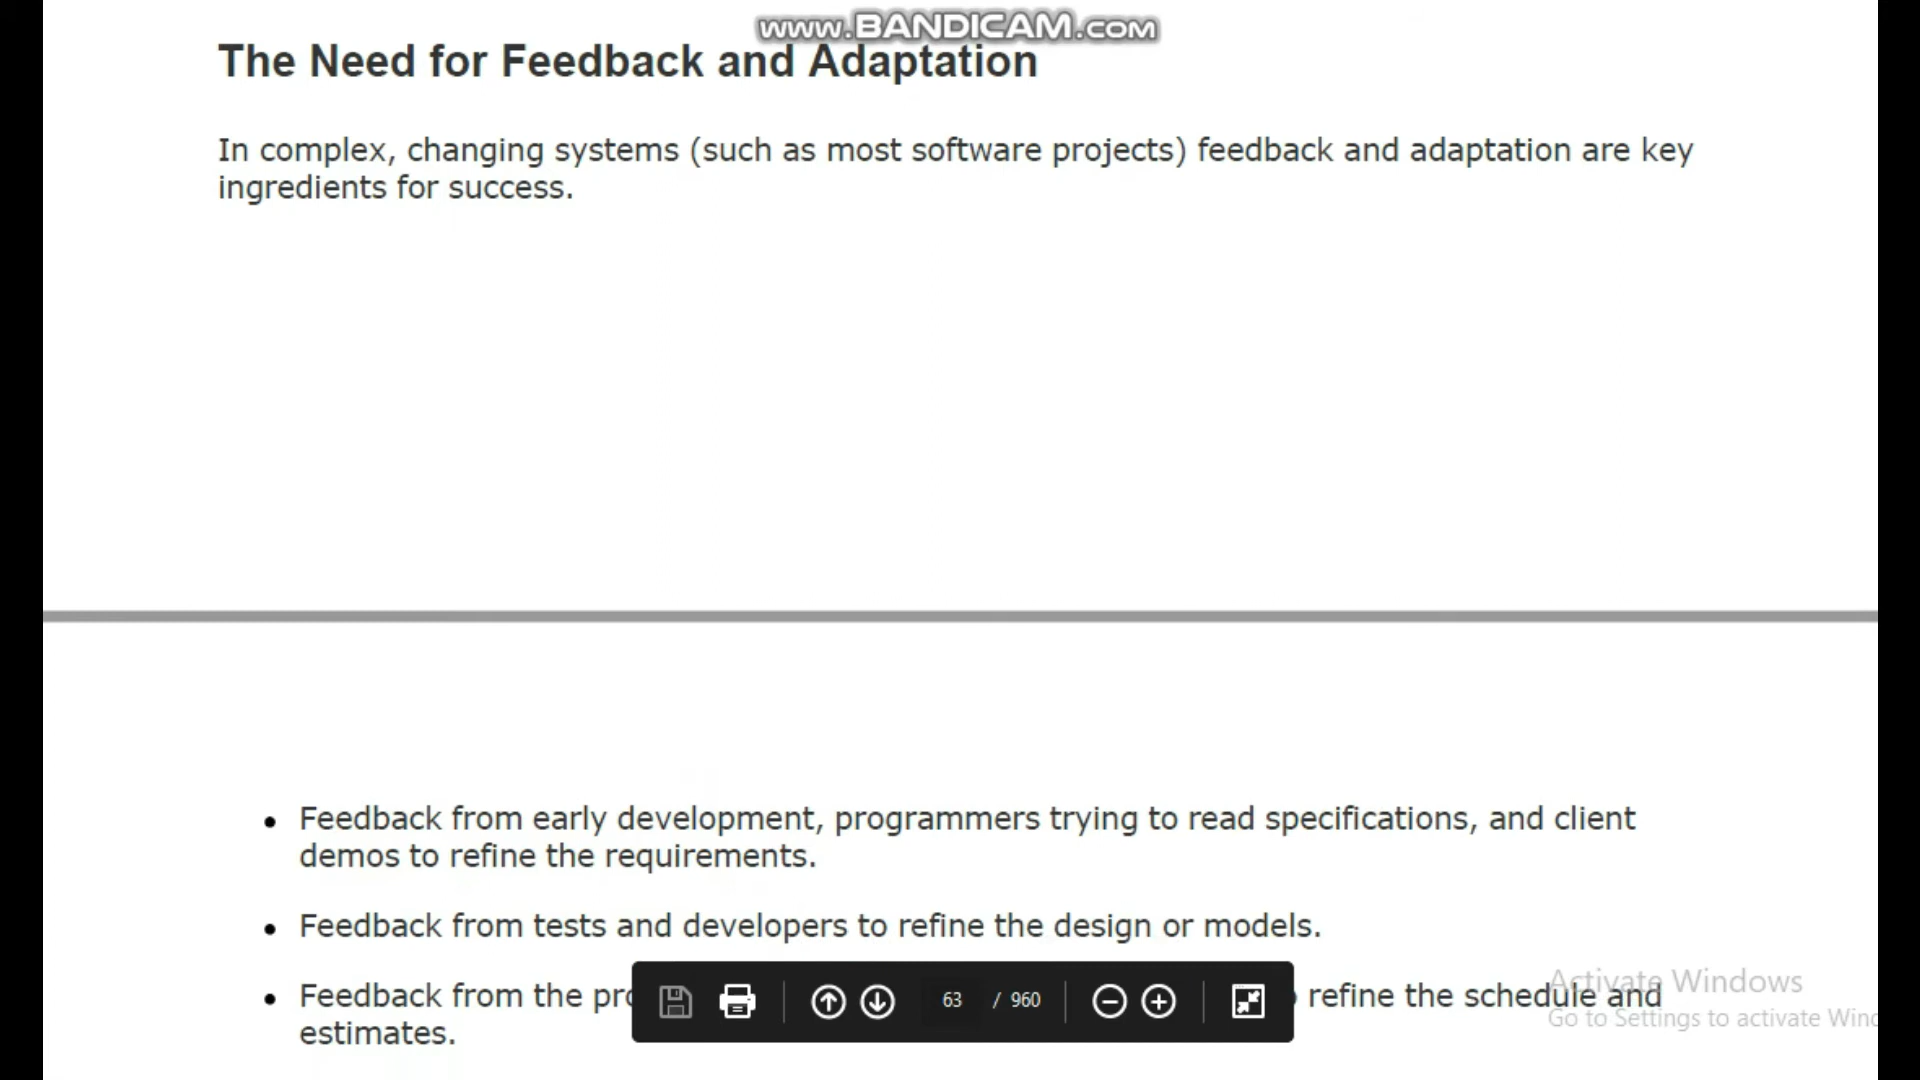 www.BANDICAM.com
The Need for Feedback and Adaptation
In complex, changing systems (such as most software projects) feedback and adaptation are key
ingredients for success.
• Feedback from early development, programmers trying to read specifications, and client
demos to refine the requirements.
• Feedback from tests and developers to refine the design or models.
• Feedback from the refine the schedule and
estimates.
63 / 960
Activate Windows
Go to Settings to activate